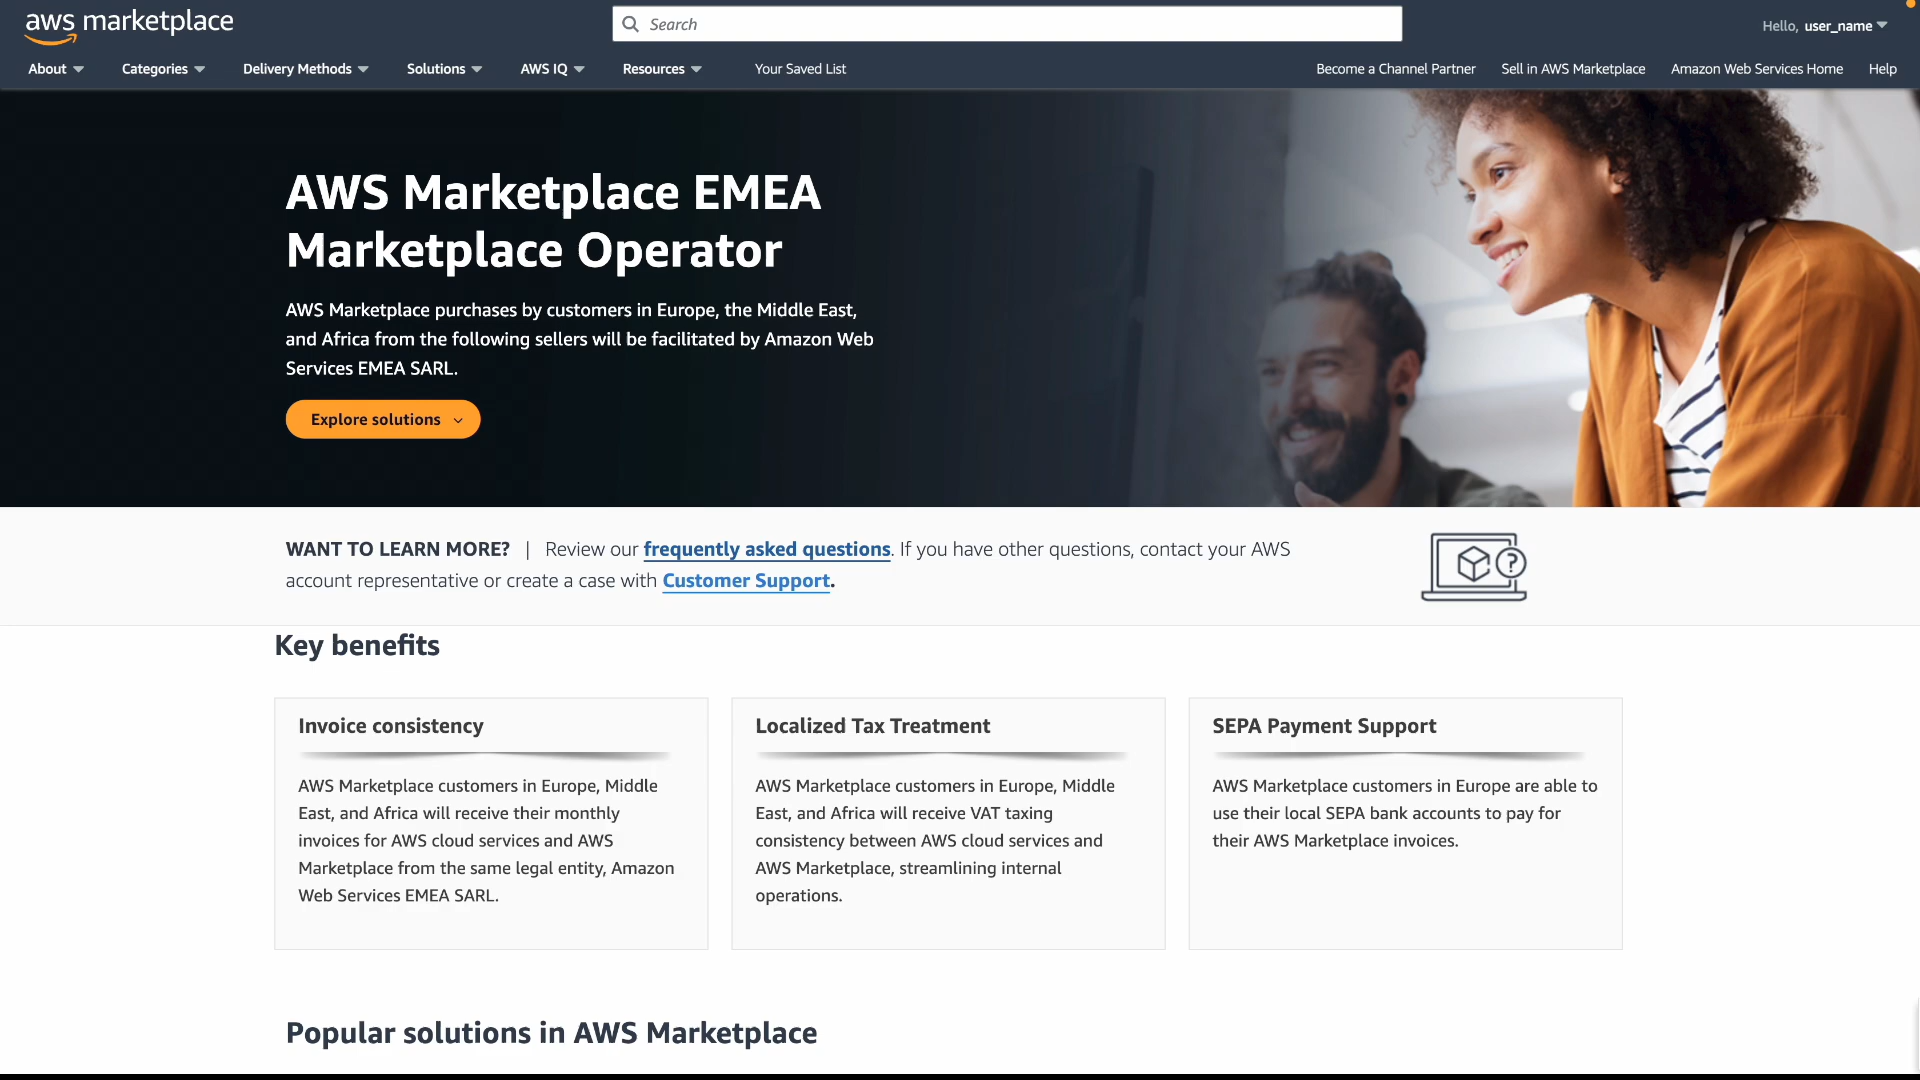 aws marketplace
Search
Hello, user_name
About
Categories
Delivery Methods
Solutions
AWS IQ
Resources
Your Saved List
Become a Channel Partner
Sell in AWS Marketplace
Amazon Web Services Home
Help
AWS Marketplace EMEA
Marketplace Operator
AWS Marketplace purchases by customers in Europe, the Middle East,
and Africa from the following sellers will be facilitated by Amazon Web
Services EMEA SARL.
Explore solutions
WANT TO LEARN MORE? | Review our frequently asked questions. If you have other questions, contact your AWS
account representative or create a case with Customer Support.
?
Key benefits
Invoice consistency
AWS Marketplace customers in Europe, Middle
East, and Africa will receive their monthly
invoices for AWS cloud services and AWS
Marketplace from the same legal entity, Amazon
Web Services EMEA SARL.
Localized Tax Treatment
AWS Marketplace customers in Europe, Middle
East, and Africa will receive VAT taxing
consistency between AWS cloud services and
AWS Marketplace, streamlining internal
operations.
SEPA Payment Support
AWS Marketplace customers in Europe are able to
use their local SEPA bank accounts to pay for
their AWS Marketplace invoices.
Popular solutions in AWS Marketplace